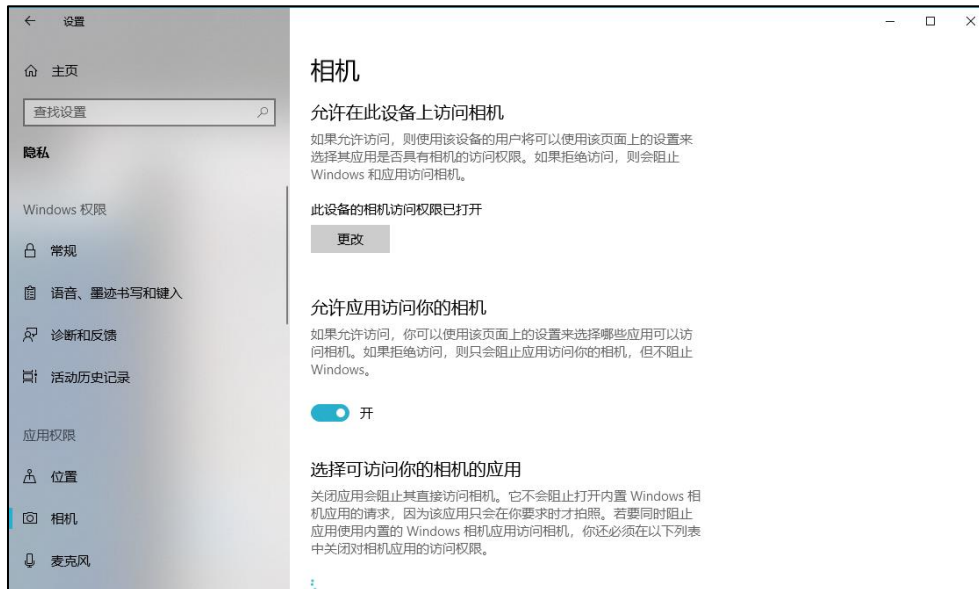 设置
主页
查找设置
隐私
Windows 权限
常规
语音、墨迹书写和键入
诊断和反馈
活动历史记录
应用权限
位置
相机
麦克风
相机
允许在此设备上访问相机
如果允许访问，则使用该设备的用户将可以使用该页面上的设置来
选择其应用是否具有相机的访问权限。如果拒绝访问，则会阻止
Windows 和应用访问相机。
此设备的相机访问权限已打开
更改
允许应用访问你的相机
如果允许访问，你可以使用该页面上的设置来选择哪些应用可以访
问相机。如果拒绝访问，则只会阻止应用访问你的相机，但不阻止
Windows。
开
选择可访问你的相机的应用
关闭应用会阻止其直接访问相机。它不会阻止打开内置 Windows 相
机应用的请求，因为该应用只会在你要求时才拍照。若要同时阻止
应用使用内置的 Windows 相机应用访问相机，你还必须在以下列表
中关闭对相机应用的访问权限。